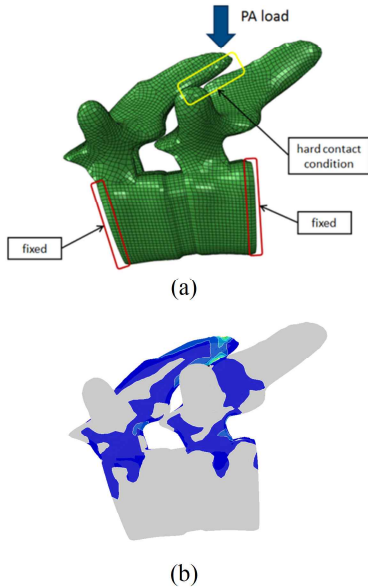 PA load
hard contact
condition
fixed
fixed
(a)
(b)